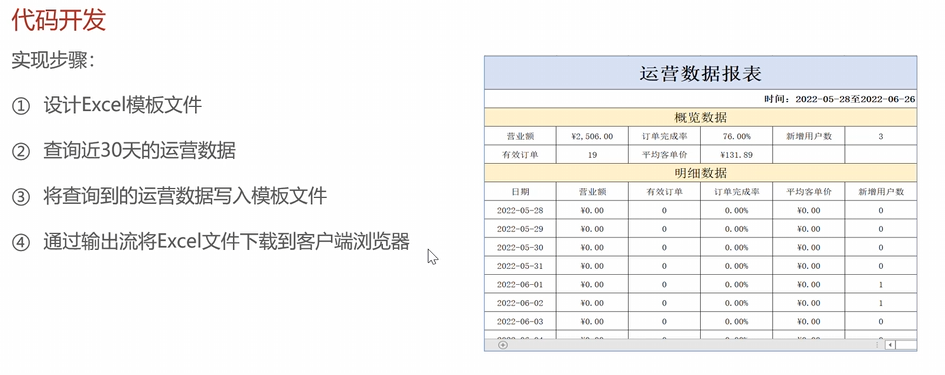 代码开发
实现步骤：
① 设计Excel模板文件
② 查询近30天的运营数据
③ 将查询到的运营数据写入模板文件
④ 通过输出流将Excel文件下载到客户端浏览器
运营数据报表
时间：2022-05-28至2022-06-26
概览数据
营业额 ¥2,506.00 订单完成率 76.00% 新增用户数 3
有效订单 19 平均客单价 ¥131.89
明细数据
日期 营业额 有效订单 订单完成率 平均客单价 新增用户数
2022-05-28 ¥0.00 0 0.00% ¥0.00 0
2022-05-29 ¥0.00 0 0.00% ¥0.00 0
2022-05-30 ¥0.00 0 0.00% ¥0.00 0
2022-05-31 ¥0.00 0 0.00% ¥0.00 0
2022-06-01 ¥0.00 0 0.00% ¥0.00 1
2022-06-02 ¥0.00 0 0.00% ¥0.00 1
2022-06-03 ¥0.00 0 0.00% ¥0.00 0